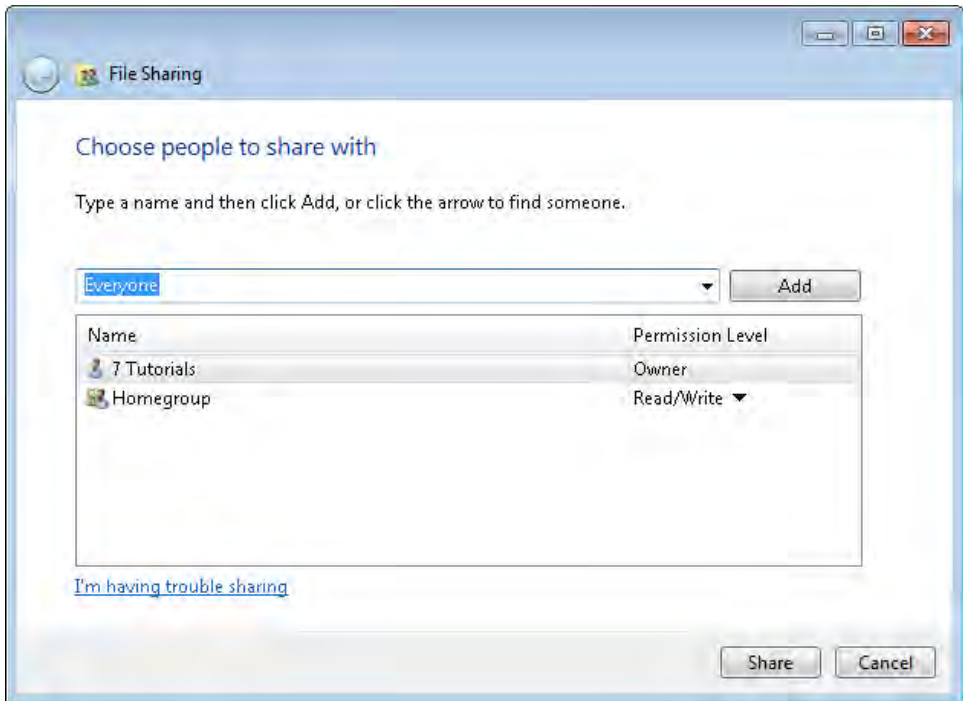 File Sharing
Choose people to share with
Type a name and then click Add, or click the arrow to find someone.
Everyone Add
Name Permission Level
7 Tutorials Owner
Homegroup Read/Write
I'm having trouble sharing
Share Cancel